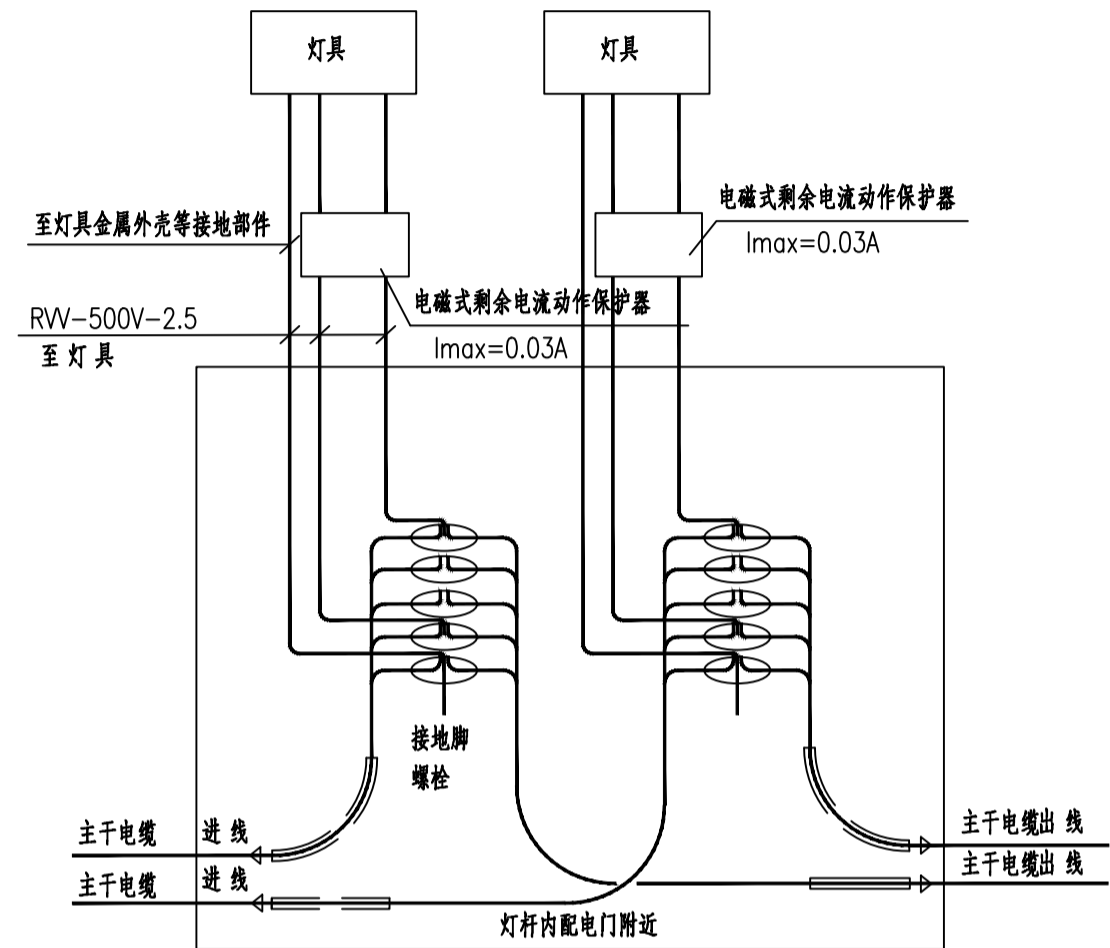 灯具
灯具
电磁式剩余电流动作保护器
Imax=0.03A
至灯具金属外壳等接地部件
电磁式剩余电流动作保护器
Imax=0.03A
RVV-500V-2.5
至 灯 具
接地脚
螺栓
主干电缆 进 线
主干电缆 进 线
主干电缆出 线
主干电缆出 线
灯杆内配电门附近